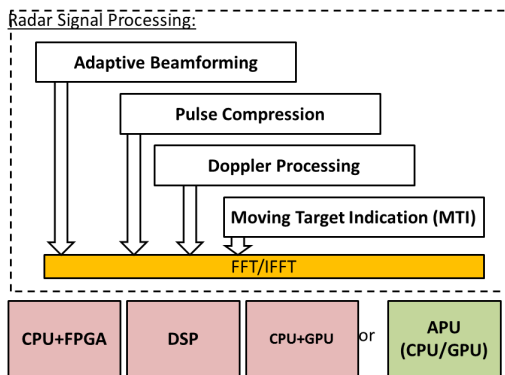 Radar Signal Processing:
Adaptive Beamforming
Pulse Compression
Doppler Processing
Moving Target Indication (MTI)
FFT/IFFT
CPU+FPGA
DSP
CPU+GPU
or
APU
(CPU/GPU)